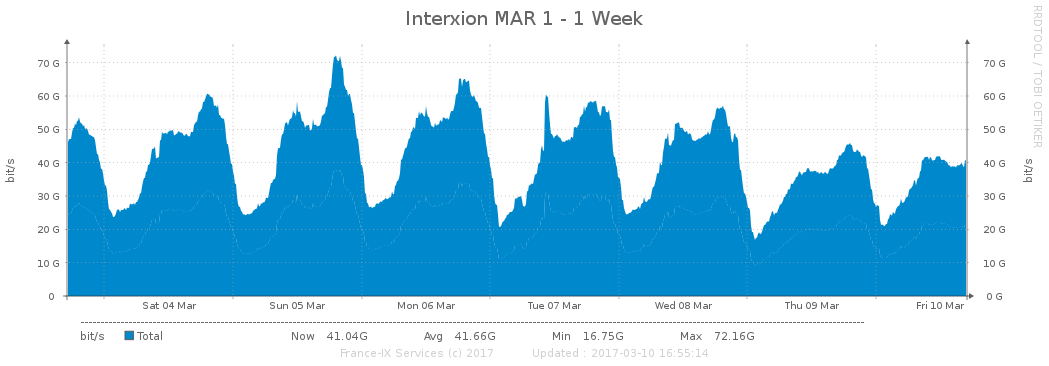 Interxion MAR 1 - 1 Week
RRDTOOL / TOBI OETIKER
bit/s
70 G 70 G
60 G 60 G
50 G 50 G
40 G 40 G
30 G 30 G
20 G 20 G
10 G 10 G
0 0 G
bit/s
Sat 04 Mar Sun 05 Mar Mon 06 Mar Tue 07 Mar Wed 08 Mar Thu 09 Mar Fri 10 Mar
bit/s Total Now 41.04G Avg 41.66G Min 16.75G Max 72.16G
France-IX Services (c) 2017 Updated : 2017-03-10 16:55:14